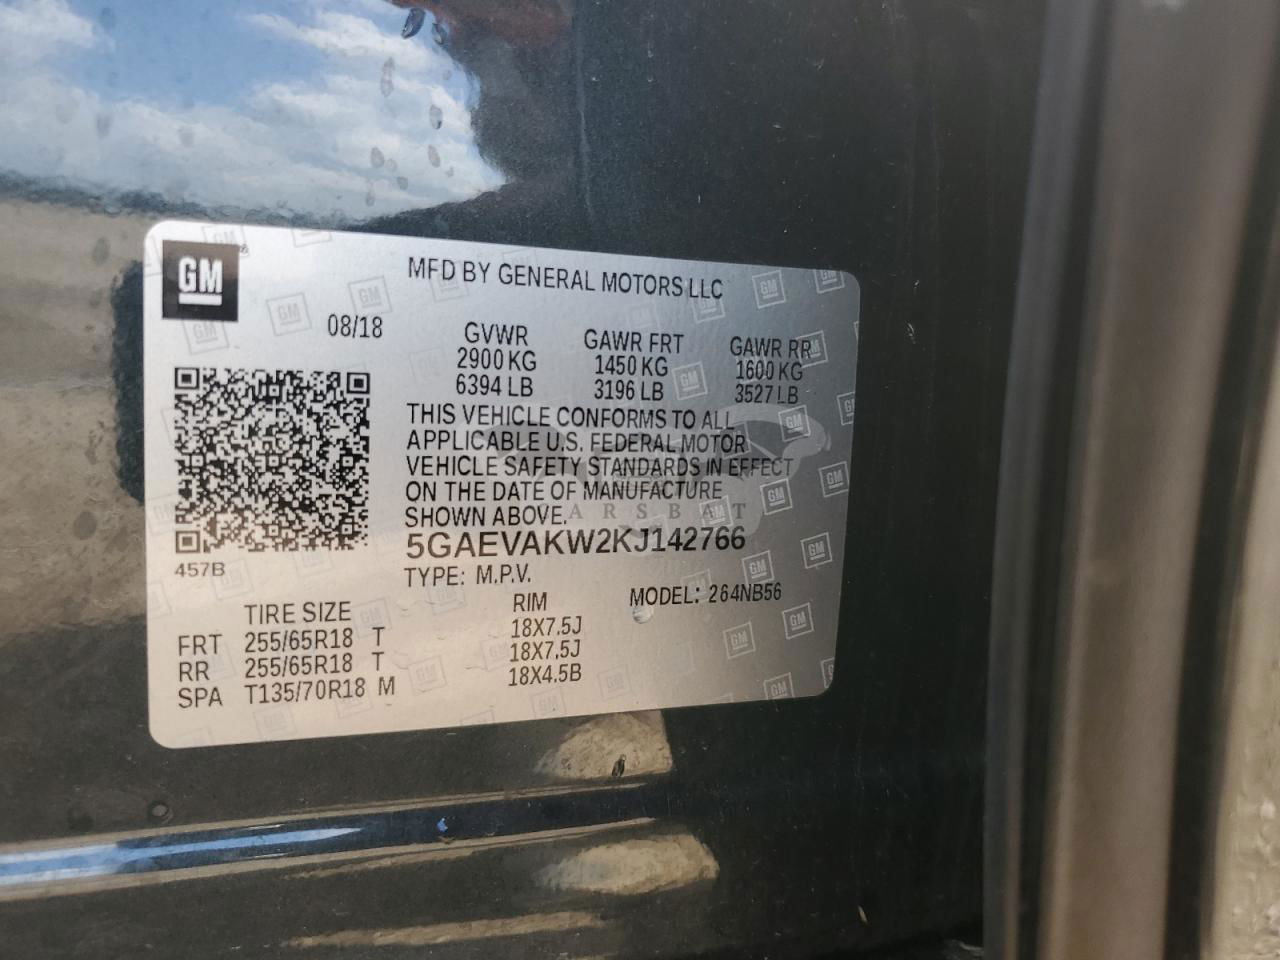 GM
MFD BY GENERAL MOTORS LLC
08/18
GVWR GAWR FRT GAWR RR
2900 KG 1450 KG 1600 KG
6394 LB 3196 LB 3527 LB
THIS VEHICLE CONFORMS TO ALL
APPLICABLE U.S. FEDERAL MOTOR
VEHICLE SAFETY STANDARDS IN EFFECT
ON THE DATE OF MANUFACTURE
SHOWN ABOVE.
ARSBAT
5GAEVAKW2KJ142766
457B
TYPE: M.P.V. MODEL: 264NB56
TIRE SIZE RIM
FRT 255/65R18 T 18X7.5J
RR 255/65R18 T 18X7.5J
SPA T135/70R18 M 18X4.5B